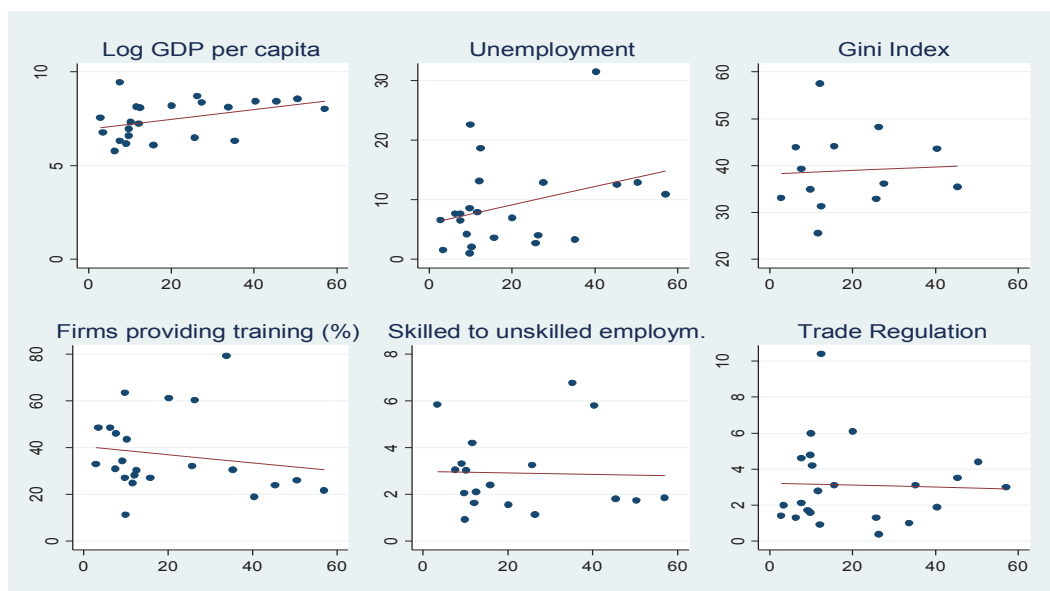 Log GDP per capita
10
5
0
0 20 40 60
Unemployment
30
20
10
0
0 20 40 60
Gini Index
60
50
40
30
20
0 20 40 60
Firms providing training (%)
80
60
40
20
0
0 20 40 60
Skilled to unskilled employm.
8
6
4
2
0
0 20 40 60
Trade Regulation
10
8
6
4
2
0
0 20 40 60